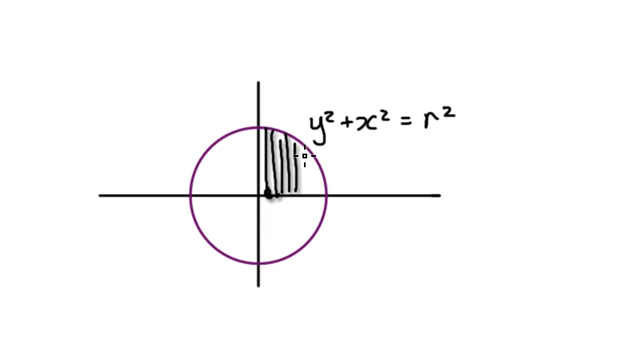 y² + x² = r²